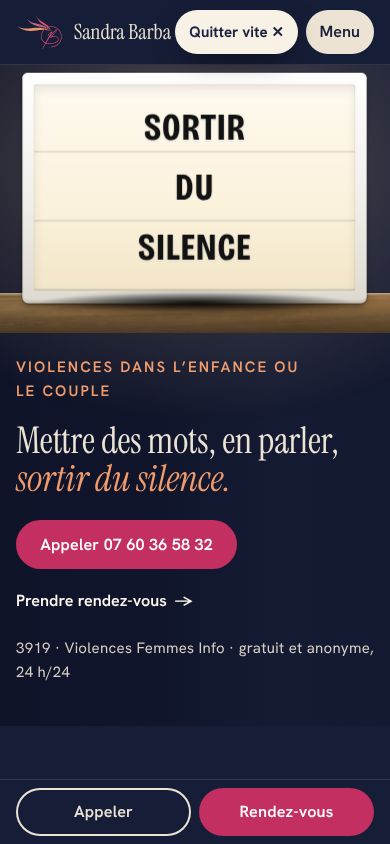 Sandra Barba
Quitter vite ✕
Menu
SORTIR
DU
SILENCE
VIOLENCES DANS L’ENFANCE OU
LE COUPLE
Mettre des mots, en parler,
sortir du silence.
Appeler 07 60 36 58 32
Prendre rendez-vous →
3919 · Violences Femmes Info · gratuit et anonyme,
24 h/24
Appeler
Rendez-vous